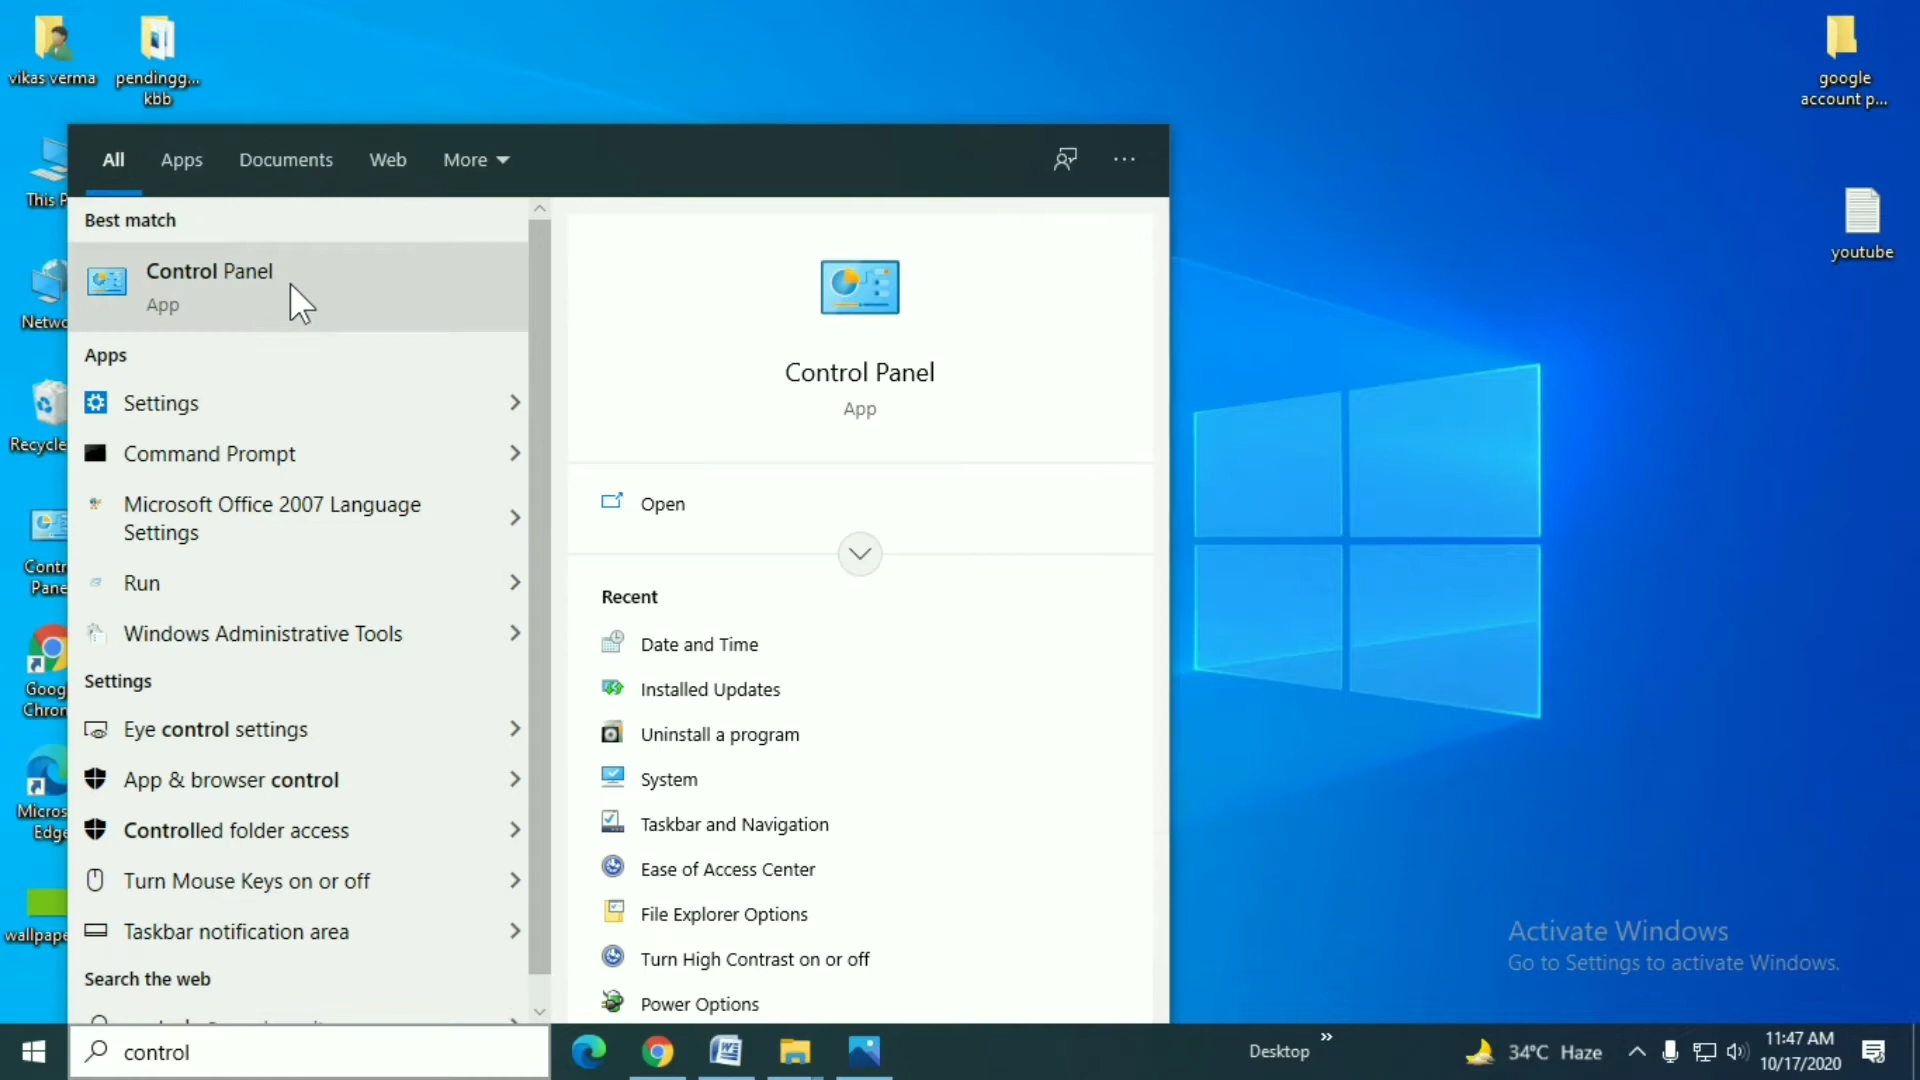 vikas verma
pendingg...
kbb
google
account p...
youtube
This P
Netwo
Recycle
Contr
Pane
Goog
Chron
Micros
Edge
wallpape
All
Apps
Documents
Web
More
Best match
Control Panel
App
Apps
Settings
Command Prompt
Microsoft Office 2007 Language
Settings
Run
Windows Administrative Tools
Settings
Eye control settings
App & browser control
Controlled folder access
Turn Mouse Keys on or off
Taskbar notification area
Search the web
Control Panel
App
Open
Recent
Date and Time
Installed Updates
Uninstall a program
System
Taskbar and Navigation
Ease of Access Center
File Explorer Options
Turn High Contrast on or off
Power Options
Activate Windows
Go to Settings to activate Windows.
control
Desktop
34°C Haze
11:47 AM
10/17/2020